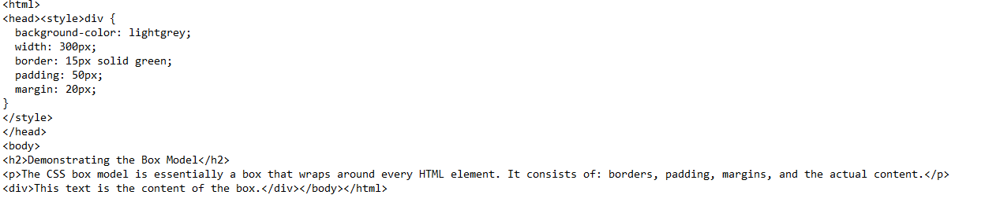 <html>
<head><style>div {
  background-color: lightgrey;
  width: 300px;
  border: 15px solid green;
  padding: 50px;
  margin: 20px;
}
</style>
</head>
<body>
<h2>Demonstrating the Box Model</h2>
<p>The CSS box model is essentially a box that wraps around every HTML element. It consists of: borders, padding, margins, and the actual content.</p>
<div>This text is the content of the box.</div></body></html>